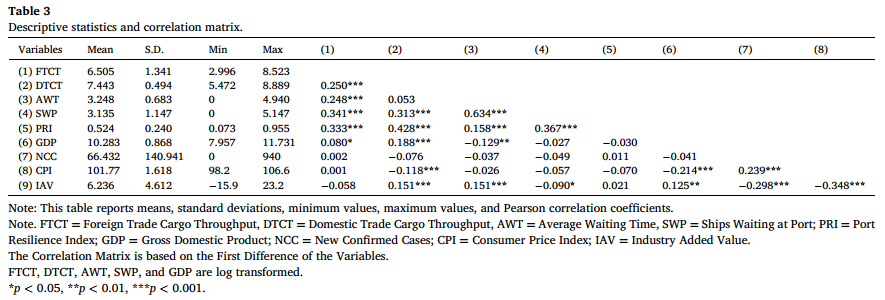 Table 3
Descriptive statistics and correlation matrix.
Variables Mean S.D. Min Max (1) (2) (3) (4) (5) (6) (7) (8)
(1) FTCT 6.505 1.341 2.996 8.523
(2) DTCT 7.443 0.494 5.472 8.889 0.250***
(3) AWT 3.248 0.683 0 4.940 0.248*** 0.053
(4) SWP 3.135 1.147 0 5.147 0.341*** 0.313*** 0.634***
(5) PRI 0.524 0.240 0.073 0.955 0.333*** 0.428*** 0.158*** 0.367***
(6) GDP 10.283 0.868 7.957 11.731 0.080* 0.188*** −0.129** −0.027 −0.030
(7) NCC 66.432 140.941 0 940 0.002 −0.076 −0.037 −0.049 0.011 −0.041
(8) CPI 101.77 1.618 98.2 106.6 0.001 −0.118*** −0.026 −0.057 −0.070 −0.214*** 0.239***
(9) IAV 6.236 4.612 −15.9 23.2 −0.058 0.151*** 0.151*** −0.090* 0.021 0.125** −0.298*** −0.348***
Note: This table reports means, standard deviations, minimum values, maximum values, and Pearson correlation coefficients.
Note. FTCT = Foreign Trade Cargo Throughput, DTCT = Domestic Trade Cargo Throughput, AWT = Average Waiting Time, SWP = Ships Waiting at Port; PRI = Port
Resilience Index; GDP = Gross Domestic Product; NCC = New Confirmed Cases; CPI = Consumer Price Index; IAV = Industry Added Value.
The Correlation Matrix is based on the First Difference of the Variables.
FTCT, DTCT, AWT, SWP, and GDP are log transformed.
*p < 0.05, **p < 0.01, ***p < 0.001.